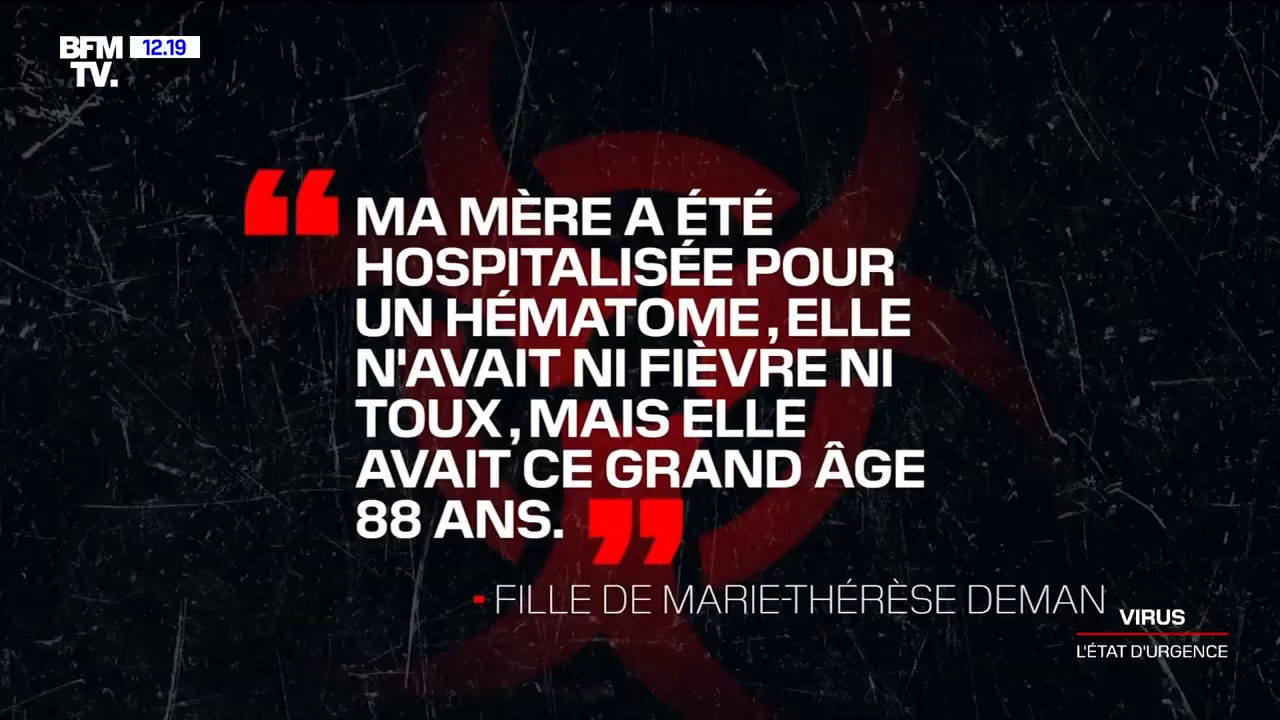 BFM 12.19
TV.
“ MA MÈRE A ÉTÉ
HOSPITALISÉE POUR
UN HÉMATOME, ELLE
N'AVAIT NI FIÈVRE NI
TOUX, MAIS ELLE
AVAIT CE GRAND ÂGE
88 ANS. ”
- FILLE DE MARIE-THÉRÈSE DEMAN
VIRUS
L'ÉTAT D'URGENCE